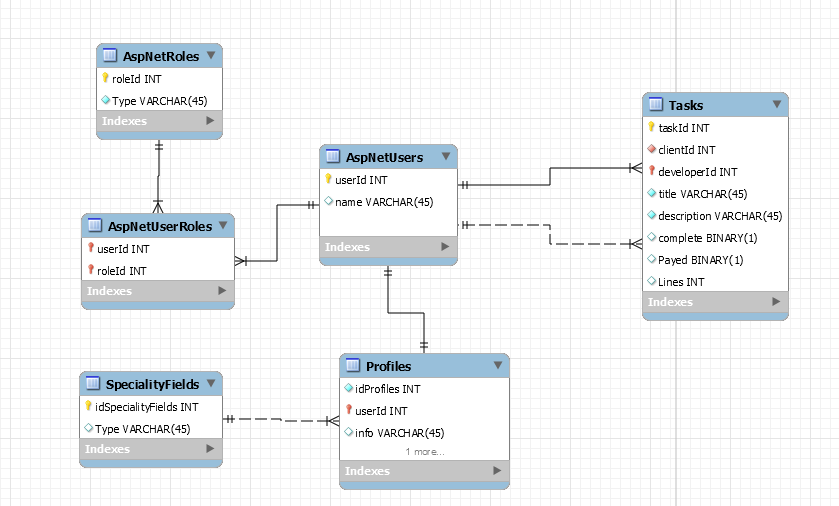 AspNetRoles
roleId INT
Type VARCHAR(45)
Indexes
AspNetUserRoles
userId INT
roleId INT
Indexes
AspNetUsers
userId INT
name VARCHAR(45)
Indexes
Tasks
taskId INT
clientId INT
developerId INT
title VARCHAR(45)
description VARCHAR(45)
complete BINARY(1)
Payed BINARY(1)
Lines INT
Indexes
SpecialityFields
idSpecialityFields INT
Type VARCHAR(45)
Indexes
Profiles
idProfiles INT
userId INT
info VARCHAR(45)
1 more...
Indexes